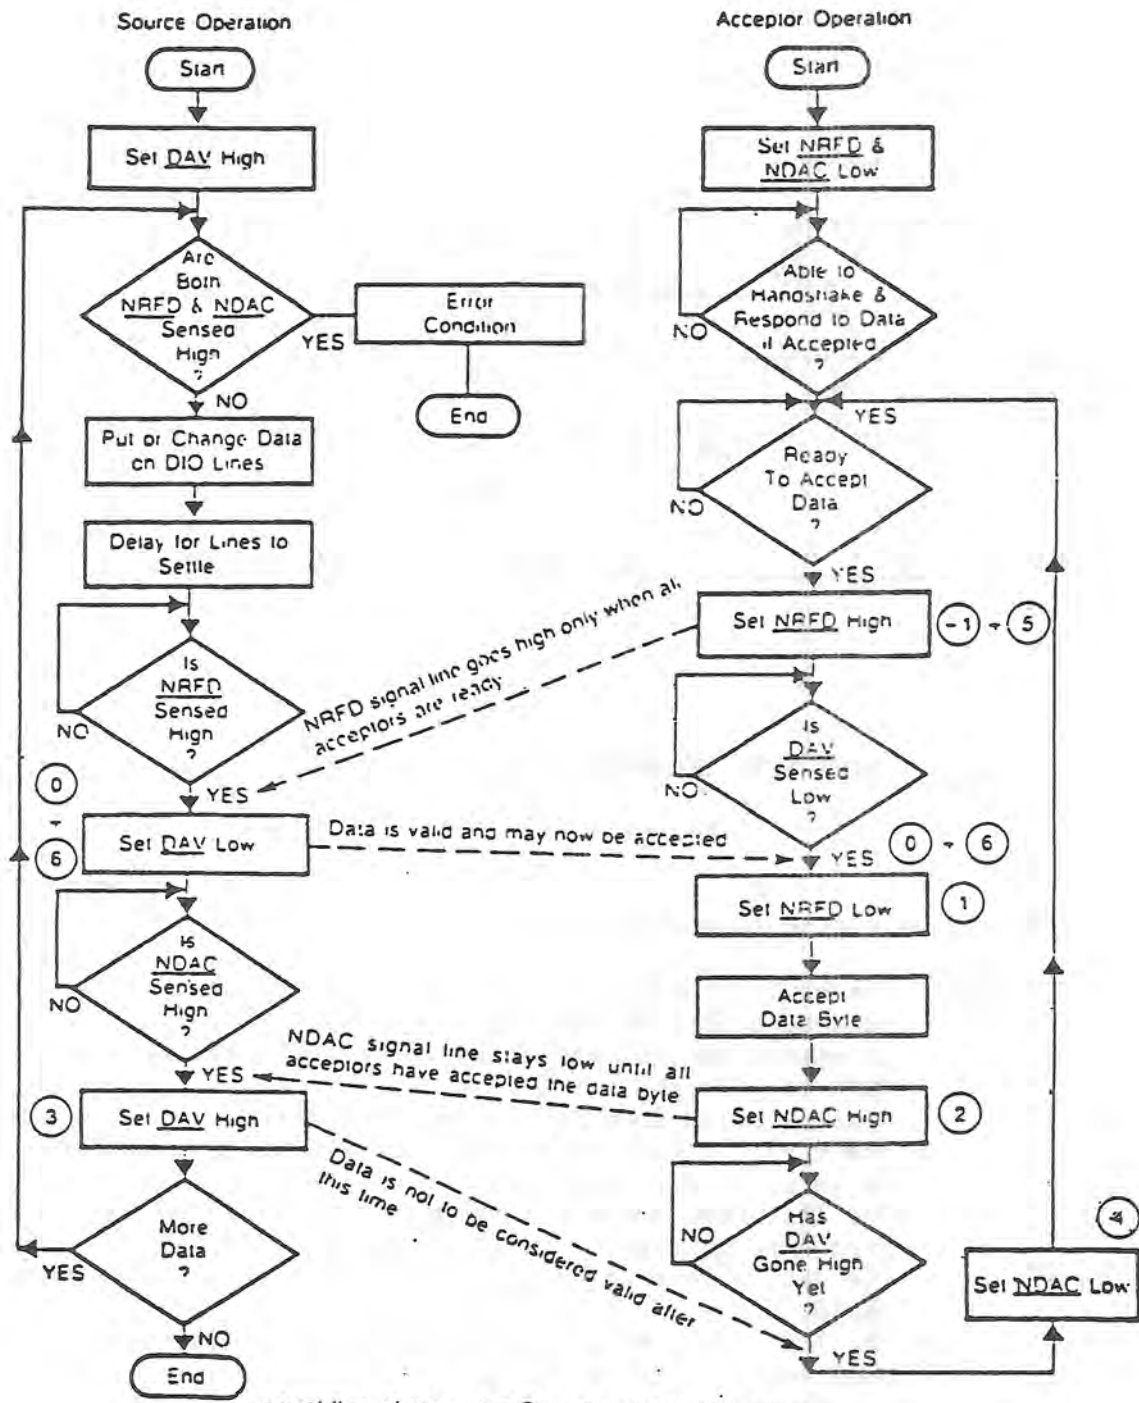 Source Operation
Start
Set DAV High
Are
Both
NRFD & NDAC
Sensed
High
?
YES
Error
Condition
End
NO
Put or Change Data
on DIO Lines
Delay for Lines to
Settle
Is
NRFD
Sensed
High
?
NO
YES
0
-
6
Set DAV Low
Is
NDAC
Sensed
High
?
NO
YES
3
Set DAV High
More
Data
?
YES
NO
End
NRFD signal line goes high only when all
acceptors are ready
Data is valid and may now be accepted
NDAC signal line stays low until all
acceptors have accepted the data byte
Data is not to be considered valid after
this time
Acceptor Operation
Start
Set NRFD &
NDAC Low
Able to
Handshake &
Respond to Data
if Accepted
?
NO
YES
Ready
To Accept
Data
?
NO
YES
Set NRFD High
-1 - 5
Is
DAV
Sensed
Low
?
NO
YES
0 - 6
Set NRFD Low
1
Accept
Data Byte
Set NDAC High
2
Has
DAV
Gone High
Yet
?
NO
YES
4
Set NDAC Low